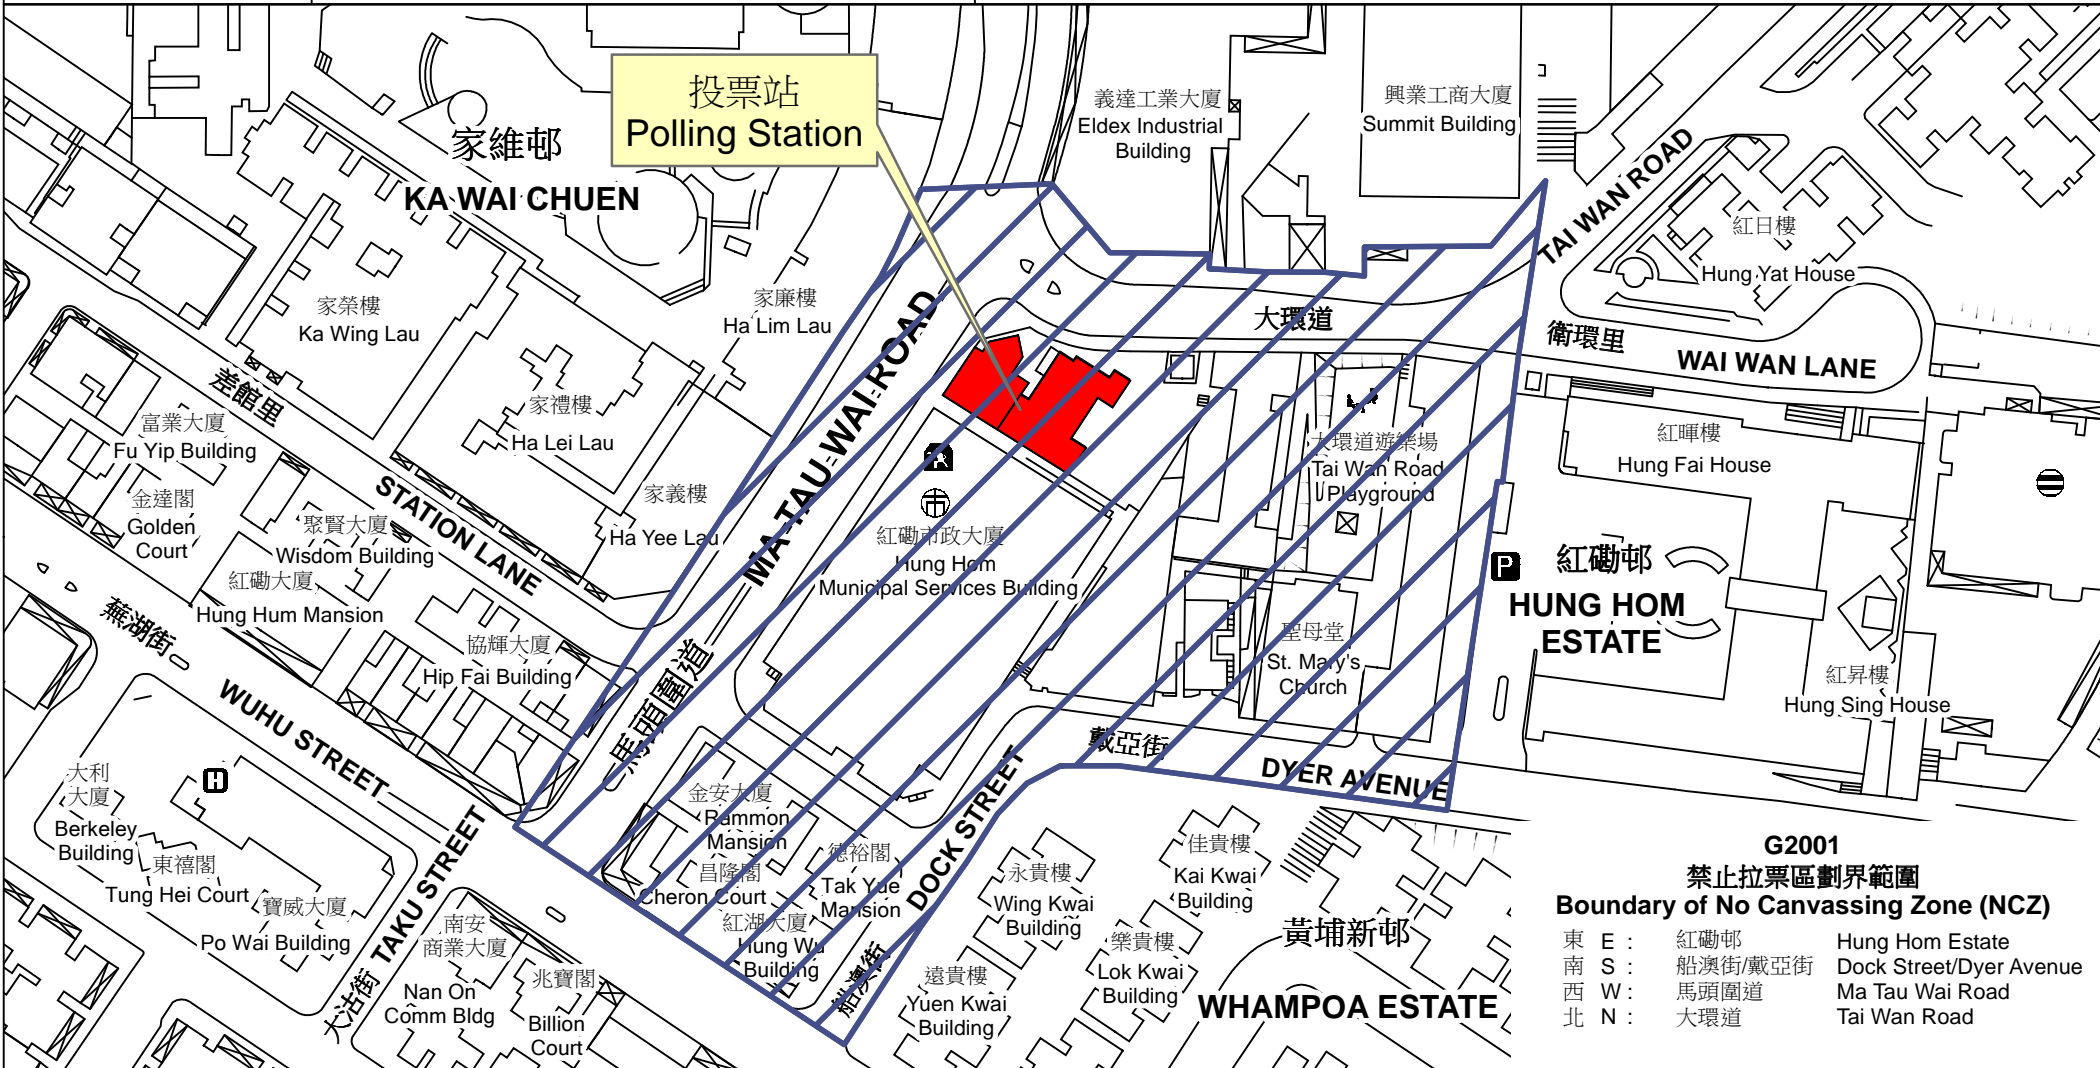 投票站
Polling Station
義達工業大廈
Eldex Industrial
Building
興業工商大廈
Summit Building
家維邨
KA WAI CHUEN
TAI WAN ROAD
紅日樓
Hung Yat House
家榮樓
Ka Wing Lau
家廉樓
Ha Lim Lau
MA TAU WAI ROAD
大環道
衛環里
WAI WAN LANE
差館里
家禮樓
Ha Lei Lau
富業大廈
Fu Yip Building
大環道遊樂場
Tai Wan Road
Playground
紅暉樓
Hung Fai House
金達閣
Golden
Court
STATION LANE
家義樓
Ha Yee Lau
聚賢大廈
Wisdom Building
市
紅磡市政大廈
Hung Hom
Municipal Services Building
P
紅磡邨
HUNG HOM
ESTATE
紅磡大廈
Hung Hum Mansion
蕪湖街
WUHU STREET
協輝大廈
Hip Fai Building
馬頭圍道
聖母堂
St. Mary's
Church
紅昇樓
Hung Sing House
戴亞街
DYER AVENUE
H
大利
大廈
Berkeley
Building
東禧閣
Tung Hei Court
寶威大廈
Po Wai Building
大沽街 TAKU STREET
金安大廈
Rammon
Mansion
昌隆閣
Cheron Court
德裕閣
Tak Yue
Mansion
紅湖大廈
Hung Wu
Building
船澳街
DOCK STREET
南安
商業大廈
Nan On
Comm Bldg
兆寶閣
Billion
Court
永貴樓
Wing Kwai
Building
佳貴樓
Kai Kwai
Building
樂貴樓
Lok Kwai
Building
遠貴樓
Yuen Kwai
Building
黃埔新邨
WHAMPOA ESTATE
G2001
禁止拉票區劃界範圍
Boundary of No Canvassing Zone (NCZ)
東 E : 紅磡邨 Hung Hom Estate
南 S : 船澳街/戴亞街 Dock Street/Dyer Avenue
西 W : 馬頭圍道 Ma Tau Wai Road
北 N : 大環道 Tai Wan Road